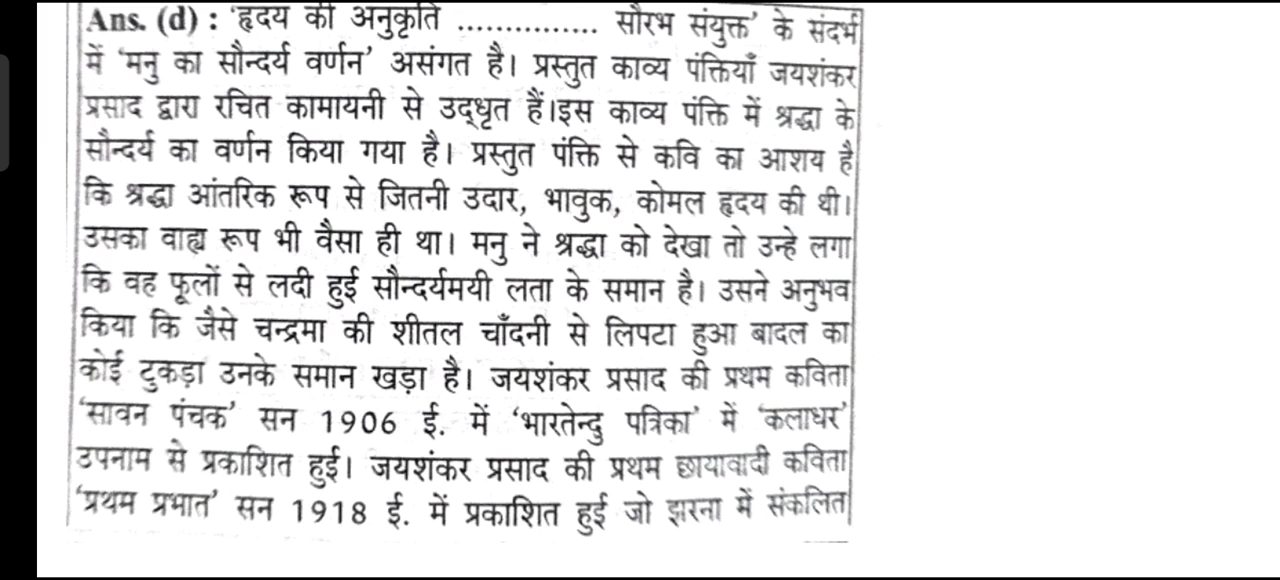 Ans. (d) : 'हृदय की अनुकृति ............... सौरभ संयुक्त' के संदर्भ
में 'मनु का सौन्दर्य वर्णन' असंगत है। प्रस्तुत काव्य पंक्तियाँ जयशंकर
प्रसाद द्वारा रचित कामायनी से उद्धृत हैं।इस काव्य पंक्ति में श्रद्धा के
सौन्दर्य का वर्णन किया गया है। प्रस्तुत पंक्ति से कवि का आशय है
कि श्रद्धा आंतरिक रूप से जितनी उदार, भावुक, कोमल हृदय की थी।
उसका वाह्य रूप भी वैसा ही था। मनु ने श्रद्धा को देखा तो उन्हे लगा
कि वह फूलों से लदी हुई सौन्दर्यमयी लता के समान है। उसने अनुभव
किया कि जैसे चन्द्रमा की शीतल चाँदनी से लिपटा हुआ बादल का
कोई टुकड़ा उनके समान खड़ा है। जयशंकर प्रसाद की प्रथम कविता
'सावन पंचक' सन 1906 ई. में 'भारतेन्दु पत्रिका' में 'कलाधर'
उपनाम से प्रकाशित हुई। जयशंकर प्रसाद की प्रथम छायावादी कविता
'प्रथम प्रभात' सन 1918 ई. में प्रकाशित हुई जो झरना में संकलित